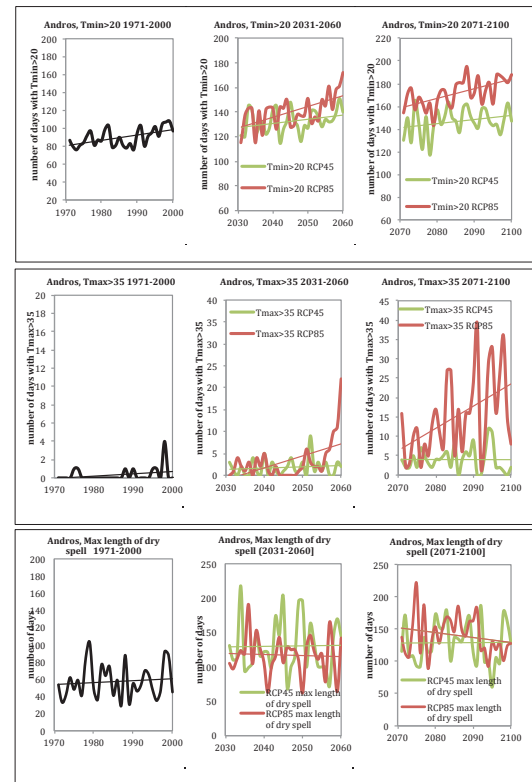 Andros, Tmin>20 1971-2000
number of days with Tmin>20
200
180
160
140
120
100
80
60
40
20
1970 1980 1990 2000
Andros, Tmin>20 2031-2060
number of days with Tmin>20
200
180
160
140
120
100
80
60
Tmin>20 RCP45
Tmin>20 RCP85
2030 2040 2050 2060
Andros, Tmin>20 2071-2100
number of days with Tmin>20
220
200
180
160
140
120
100
80
60
Tmin>20 RCP45
Tmin>20 RCP85
2070 2080 2090 2100
Andros, Tmax>35 1971-2000
number of days with Tmax>35
20
18
16
14
12
10
8
6
4
2
0
1970 1980 1990 2000
Andros, Tmax>35 2031-2060
number of days with Tmax>35
40
35
30
25
20
15
10
5
0
Tmax>35 RCP45
Tmax>35 RCP85
2030 2040 2050 2060
Andros, Tmax>35 2071-2100
number of days with Tmax>35
40
35
30
25
20
15
10
5
0
Tmax>35 RCP45
Tmax>35 RCP85
2070 2080 2090 2100
Andros, Max length of dry
spell 1971-2000
number of days
200
180
160
140
120
100
80
60
40
20
0
1970 1980 1990 2000
Andros, Max length of dry
spell (2031-2060]
number of days
250
200
150
100
50
0
RCP45 max length
of dry spell
RCP85 max length
of dry spell
2030 2040 2050 2060
Andros, Max length of dry
spell (2071-2100]
number of days
250
200
150
100
50
0
RCP45 max length
of dry spell
RCP85 max length
of dry spell
2070 2080 2090 2100